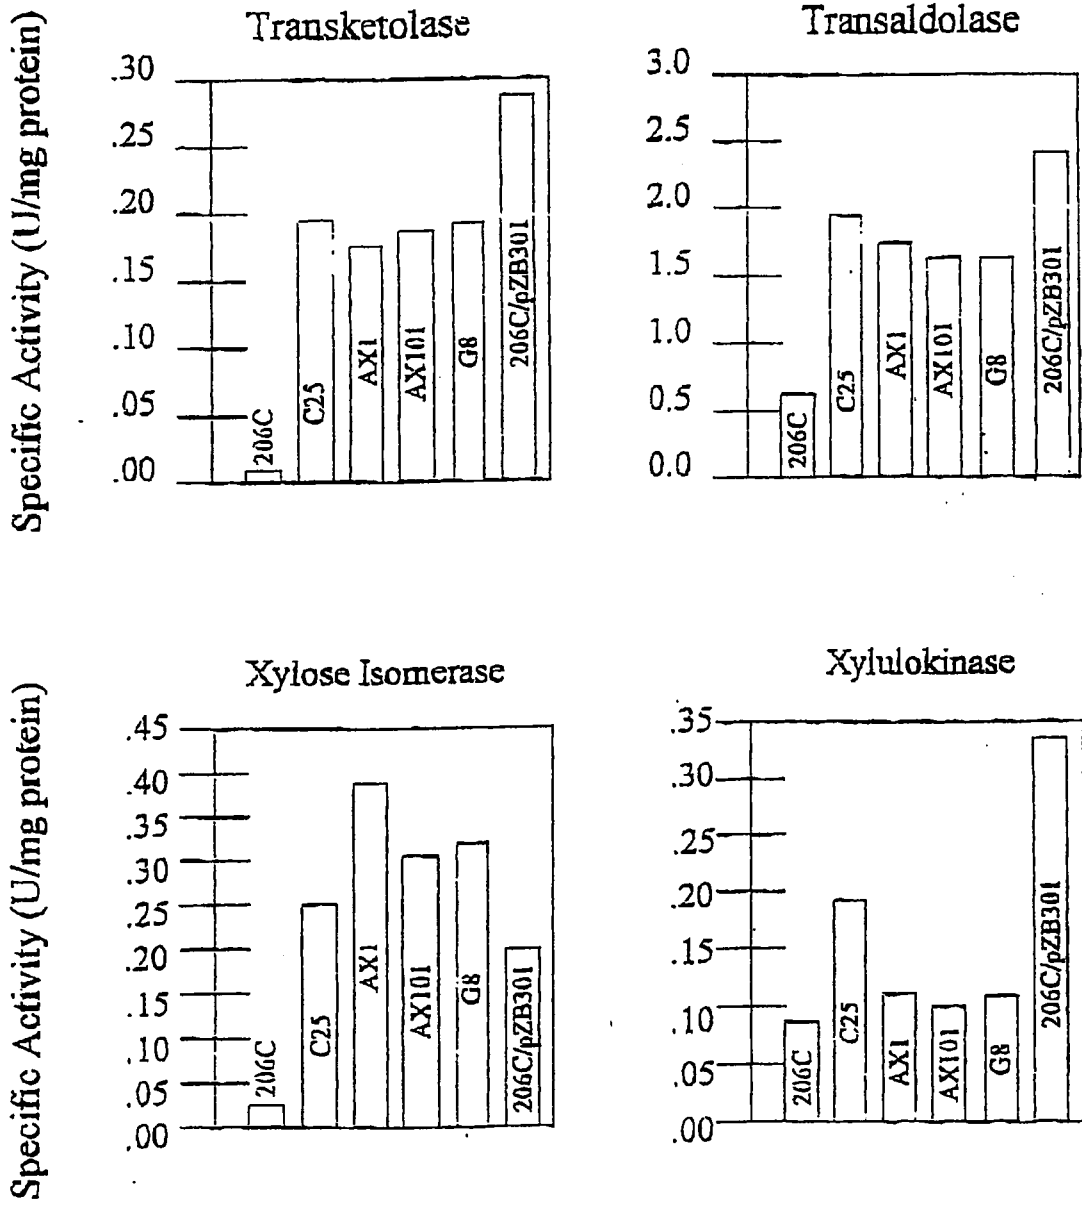 Transketolase
Specific Activity (U/mg protein)
.30
.25
.20
.15
.10
.05
.00
206C
C25
AX1
AX101
G8
206C/pZB301
Transaldolase
3.0
2.5
2.0
1.5
1.0
0.5
0.0
206C
C25
AX1
AX101
G8
206C/pZB301
Xylose Isomerase
Specific Activity (U/mg protein)
.45
.40
.35
.30
.25
.20
.15
.10
.05
.00
206C
C25
AX1
AX101
G8
206C/pZB301
Xylulokinase
.35
.30
.25
.20
.15
.10
.05
.00
206C
C25
AX1
AX101
G8
206C/pZB301